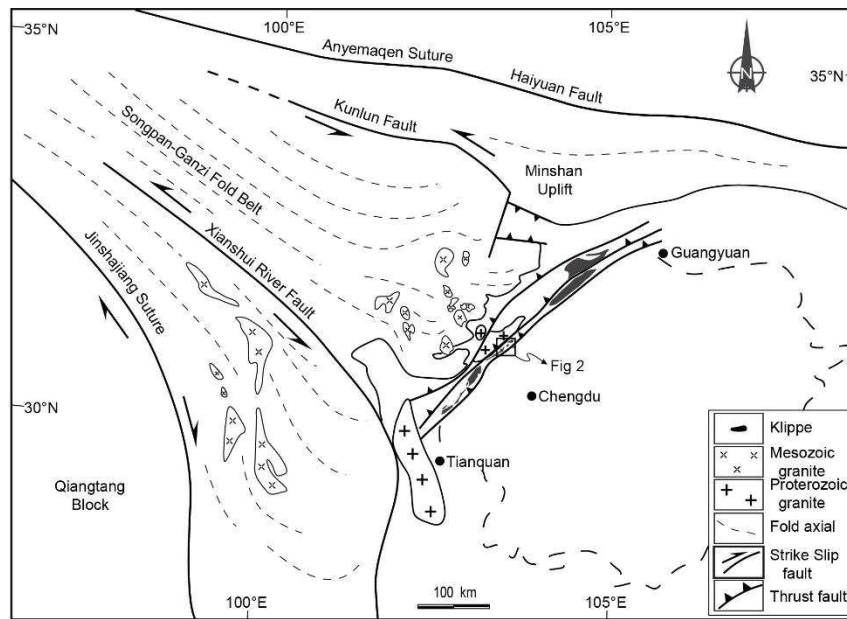 35°N
100°E
105°E
Anyemaqen Suture
Haiyuan Fault
N
35°N
Kunlun Fault
Songpan-Ganzi Fold Belt
Minshan
Uplift
Xianshui River Fault
Jinshajiang Suture
Guangyuan
Fig 2
30°N
Chengdu
Tianquan
Qiangtang
Block
Klippe
Mesozoic
granite
Proterozoic
granite
Fold axial
Strike Slip
fault
Thrust fault
100 km
100°E
105°E